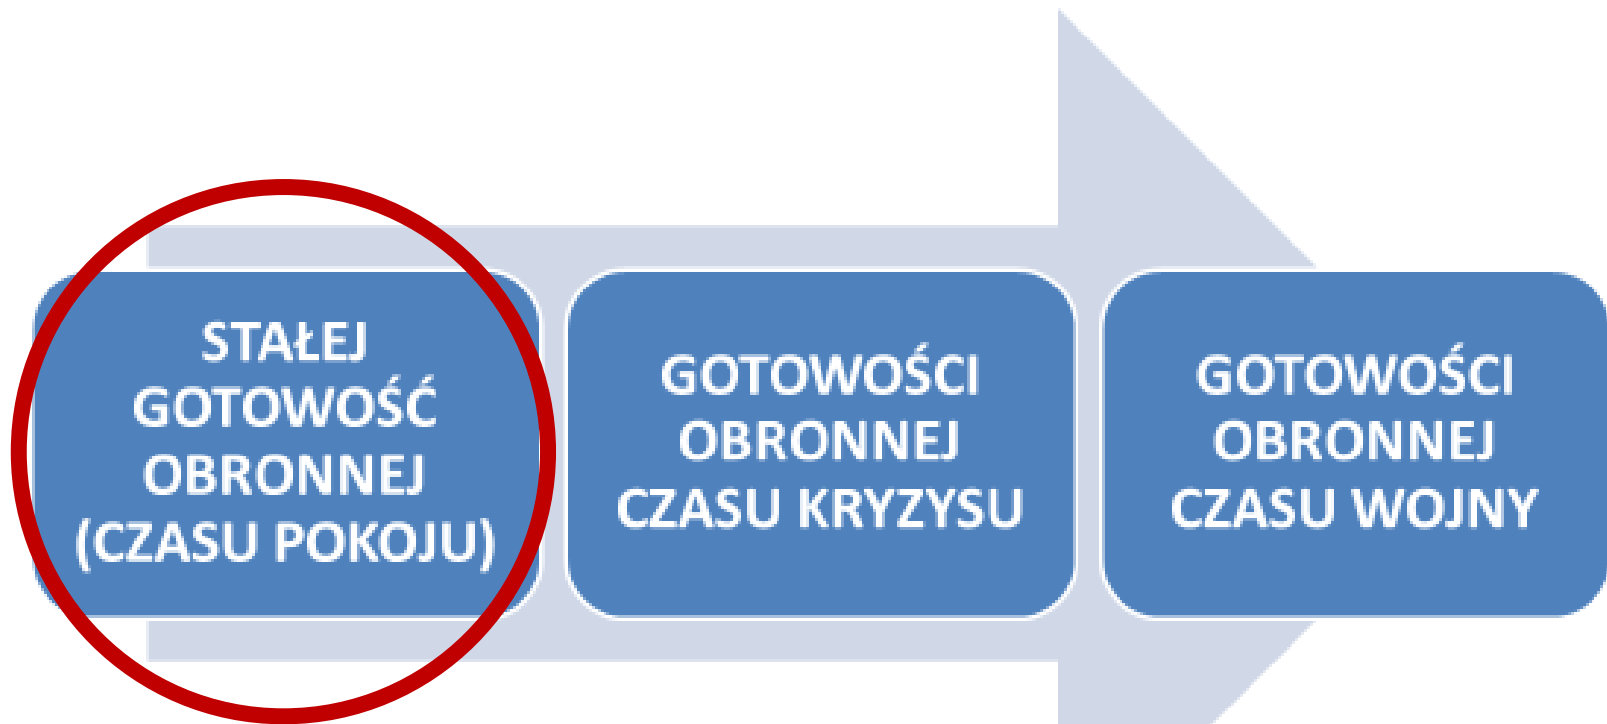 STAŁEJ
GOTOWOŚĆ
OBRONNEJ
(CZASU POKOJU)
GOTOWOŚCI
OBRONNEJ
CZASU KRYZYSU
GOTOWOŚCI
OBRONNEJ
CZASU WOJNY